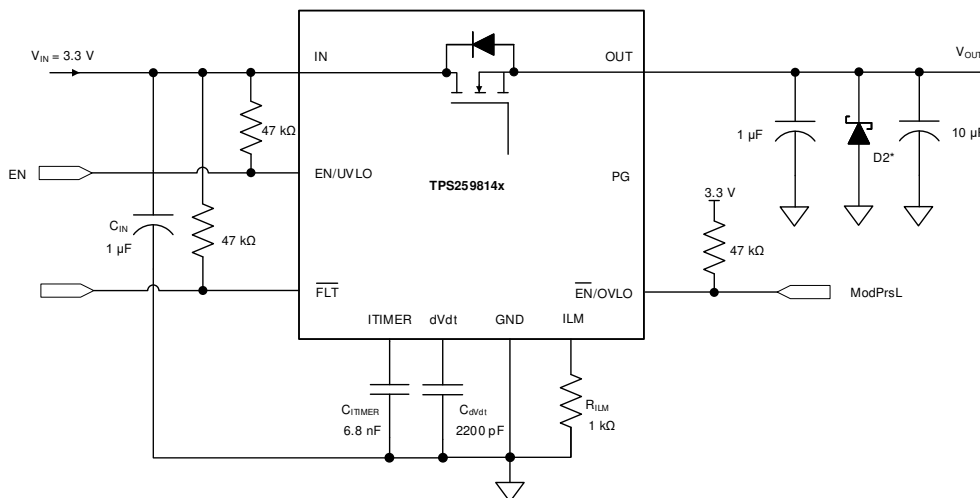 IN
OUT
V_IN = 3.3 V
V_OUT
47 kΩ
1 µF
D2*
10 µF
EN
EN/UVLO
PG
TPS259814x
3.3 V
C_IN
1 µF
47 kΩ
47 kΩ
FLT
EN/OVLO
ModPrsL
ITIMER
dVdt
GND
ILM
C_ITIMER
6.8 nF
C_dVdt
2200 pF
R_ILM
1 kΩ